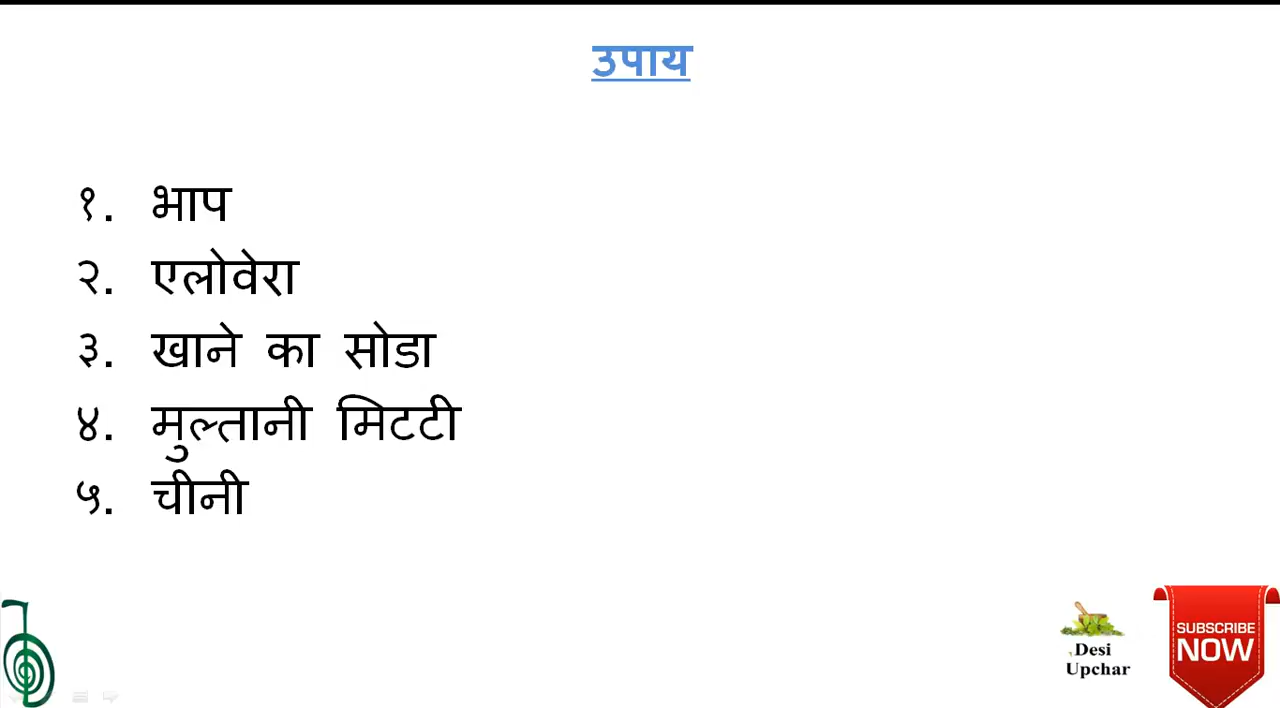 उपाय
१. भाप
२. एलोवेरा
३. खाने का सोडा
४. मुल्तानी मिटटी
५. चीनी
Desi
Upchar
SUBSCRIBE
NOW